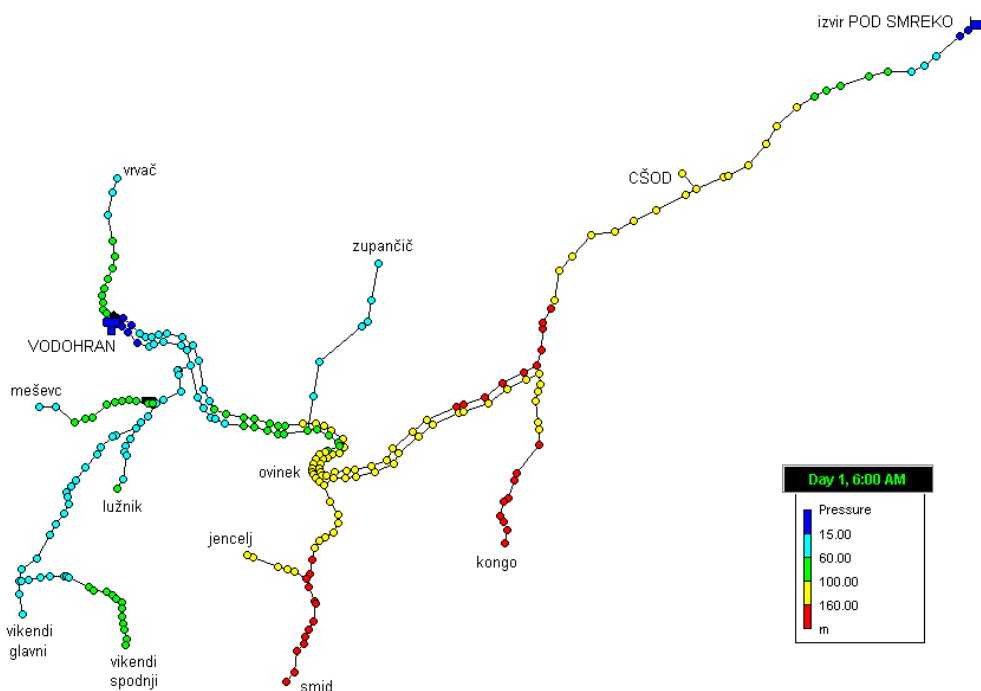 izvir POD SMREKO
vrvač
CŠOD
zupančič
VODOHRAN
meševc
ovinek
lužnik
jencelj
kongo
vikendi
glavni
vikendi
spodnji
smid
Day 1, 6:00 AM
Pressure
15.00
60.00
100.00
160.00
m